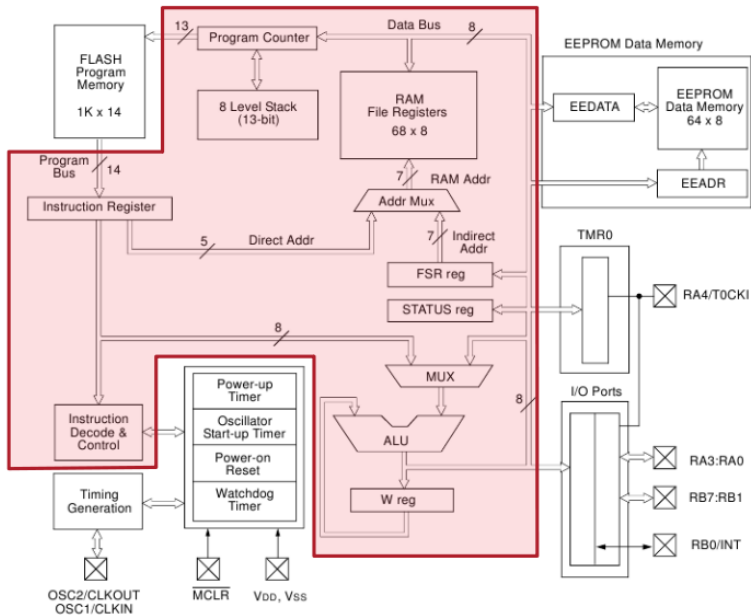 13
Program Counter
Data Bus
8
EEPROM Data Memory
FLASH
Program
Memory
1K x 14
8 Level Stack
(13-bit)
RAM
File Registers
68 x 8
EEDATA
EEPROM
Data Memory
64 x 8
EEADR
Program
Bus
14
7
RAM Addr
Instruction Register
Addr Mux
5
Direct Addr
7
Indirect
Addr
FSR reg
TMR0
STATUS reg
RA4/T0CKI
8
MUX
Power-up
Timer
Oscillator
Start-up Timer
Power-on
Reset
Watchdog
Timer
Instruction
Decode &
Control
ALU
8
I/O Ports
W reg
RA3:RA0
RB7:RB1
RB0/INT
Timing
Generation
OSC2/CLKOUT
OSC1/CLKIN
MCLR
VDD, VSS